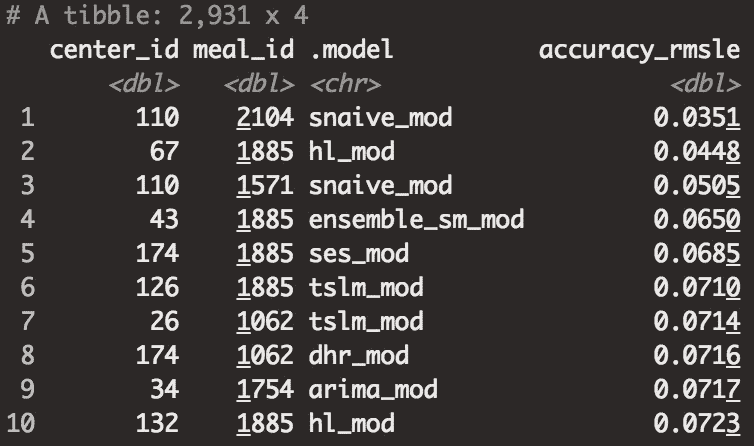 # A tibble: 2,931 x 4
center_id meal_id .model accuracy_rmsle
<dbl> <dbl> <chr> <dbl>
1 110 2104 snaive_mod 0.0351
2 67 1885 hl_mod 0.0448
3 110 1571 snaive_mod 0.0505
4 43 1885 ensemble_sm_mod 0.0650
5 174 1885 ses_mod 0.0685
6 126 1885 tslm_mod 0.0710
7 26 1062 tslm_mod 0.0714
8 174 1062 dhr_mod 0.0716
9 34 1754 arima_mod 0.0717
10 132 1885 hl_mod 0.0723